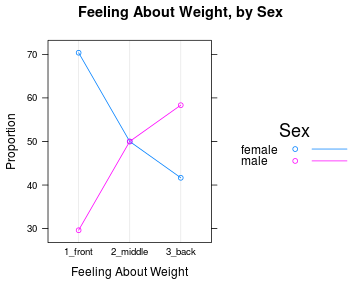 Feeling About Weight, by Sex
70
60
50
40
30
Proportion
1_front 2_middle 3_back
Feeling About Weight
Sex
female
male